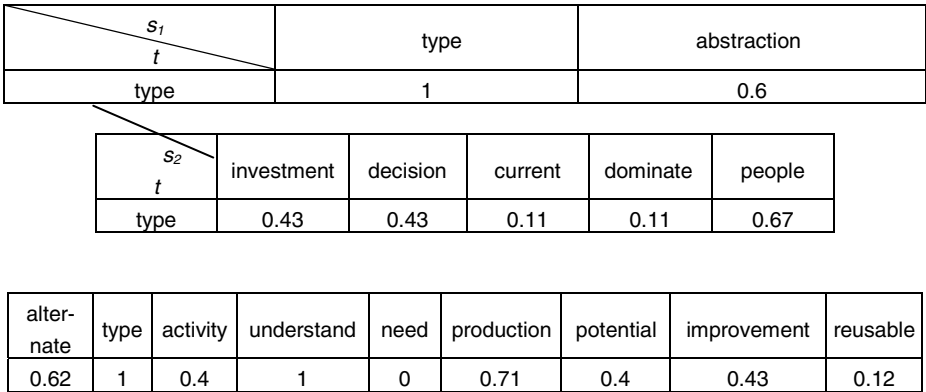 s1 type abstraction
t
type 1 0.6
s2 investment decision current dominate people
t
type 0.43 0.43 0.11 0.11 0.67
alter-
nate type activity understand need production potential improvement reusable
0.62 1 0.4 1 0 0.71 0.4 0.43 0.12